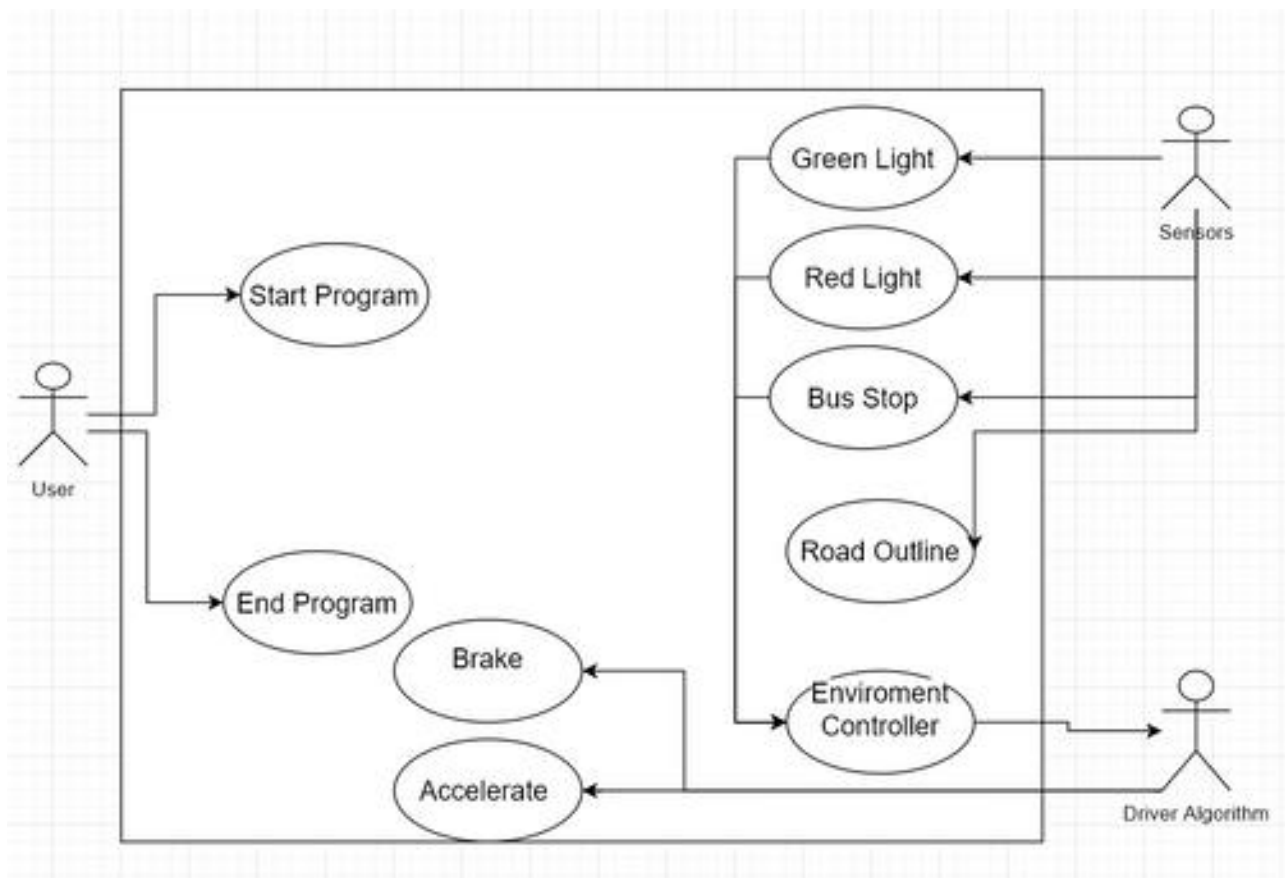 Green Light
Sensors
Red Light
Start Program
Bus Stop
User
Road Outline
End Program
Brake
Enviroment
Controller
Accelerate
Driver Algorithm